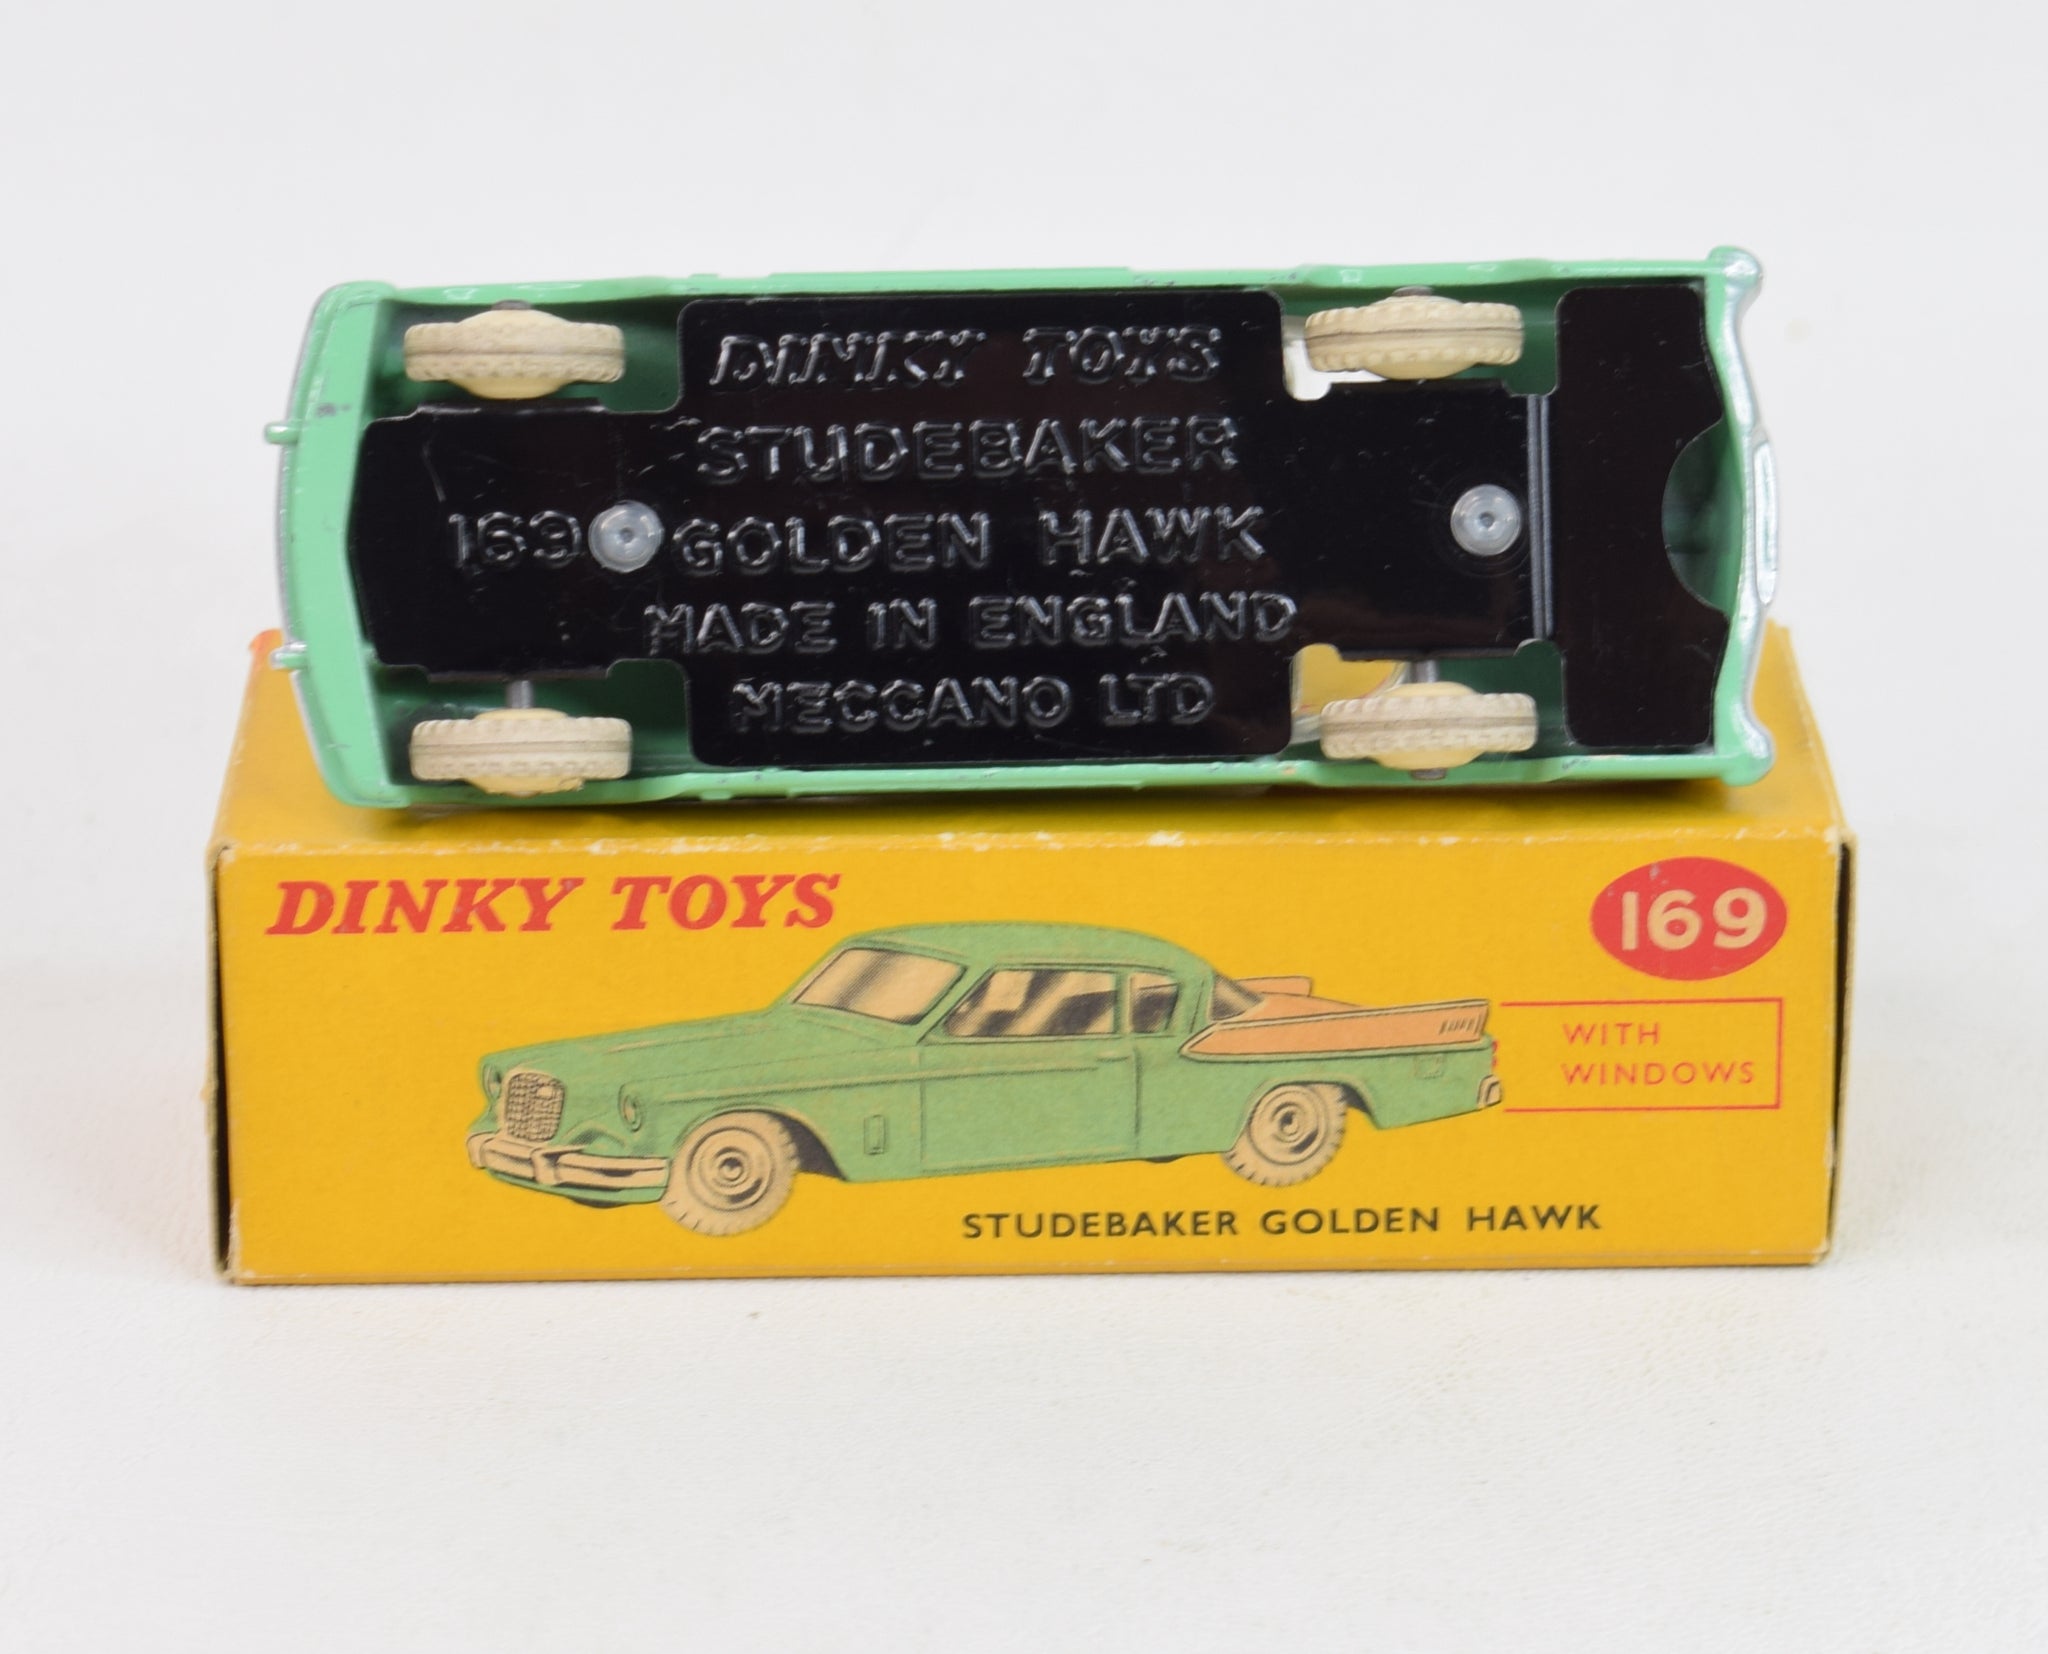 DINKY TOYS
STUDEBAKER
169 GOLDEN HAWK
MADE IN ENGLAND
MECCANO LTD
DINKY TOYS
169
WITH
WINDOWS
STUDEBAKER GOLDEN HAWK